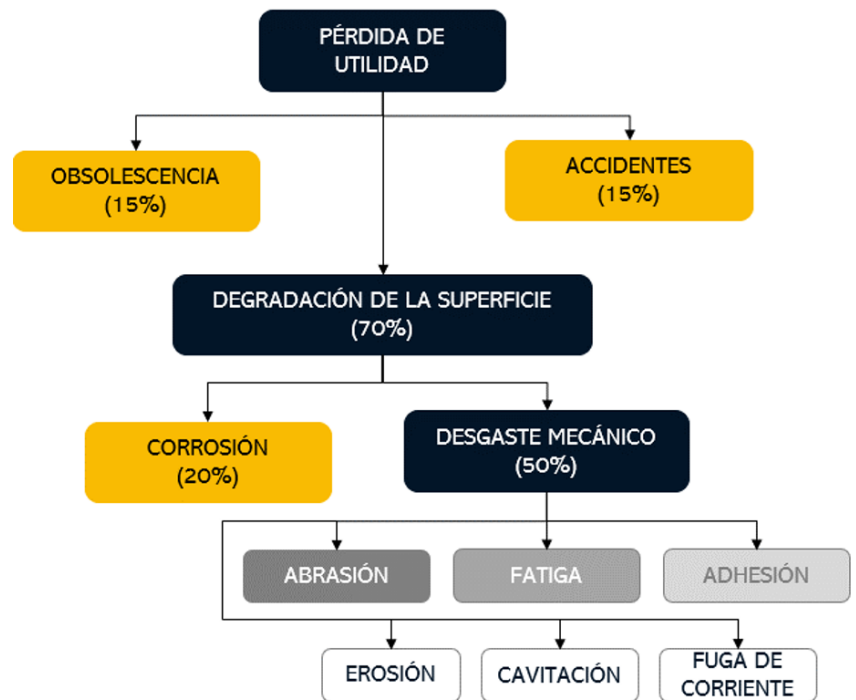 PÉRDIDA DE
UTILIDAD
OBSOLESCENCIA
(15%)
ACCIDENTES
(15%)
DEGRADACIÓN DE LA SUPERFICIE
(70%)
CORROSIÓN
(20%)
DESGASTE MECÁNICO
(50%)
ABRASIÓN
FATIGA
ADHESIÓN
EROSIÓN
CAVITACIÓN
FUGA DE
CORRIENTE